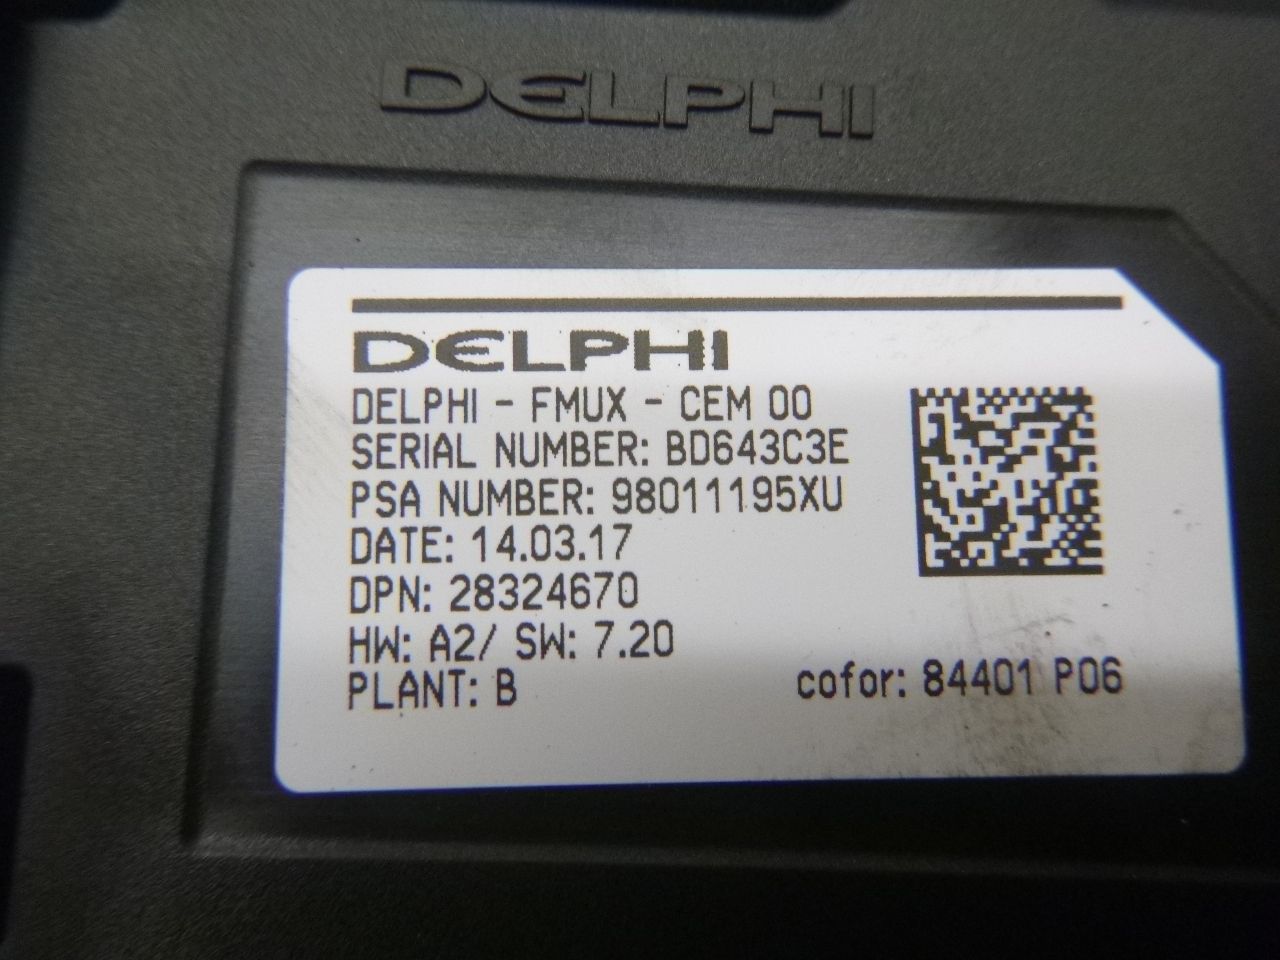 DELPHI
DELPHI
DELPHI - FMUX - CEM 00
SERIAL NUMBER: BD643C3E
PSA NUMBER: 98011195XU
DATE: 14.03.17
DPN: 28324670
HW: A2/ SW: 7.20
PLANT: B
cofor: 84401 P06